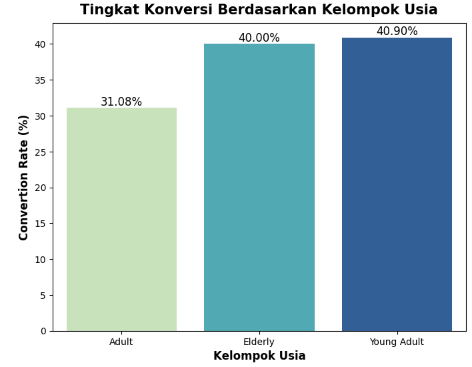 Tingkat Konversi Berdasarkan Kelompok Usia
Convertion Rate (%)
40
35
30
25
20
15
10
5
0
31.08%
40.00%
40.90%
Adult
Elderly
Young Adult
Kelompok Usia